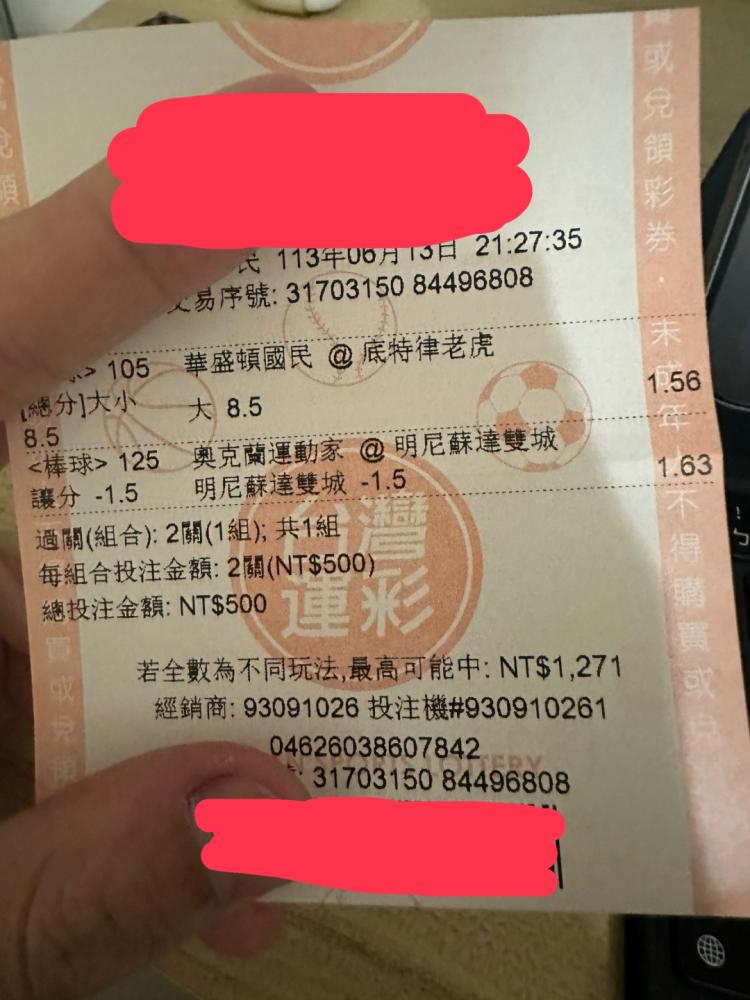 民 113年06月13日 21:27:35
交易序號: 31703150 84496808
> 105 華盛頓國民 @ 底特律老虎
[總分]大小 大 8.5 1.56
8.5
<棒球> 125 奧克蘭運動家 @ 明尼蘇達雙城
讓分 -1.5 明尼蘇達雙城 -1.5 1.63
過關(組合): 2關(1組); 共1組
每組合投注金額: 2關(NT$500)
總投注金額: NT$500
若全數為不同玩法,最高可能中: NT$1,271
經銷商: 93091026 投注機#930910261
04626038607842
: 31703150 84496808
台灣
運彩
買或兌領彩券．未成年 不得購買或兌
買或兌領